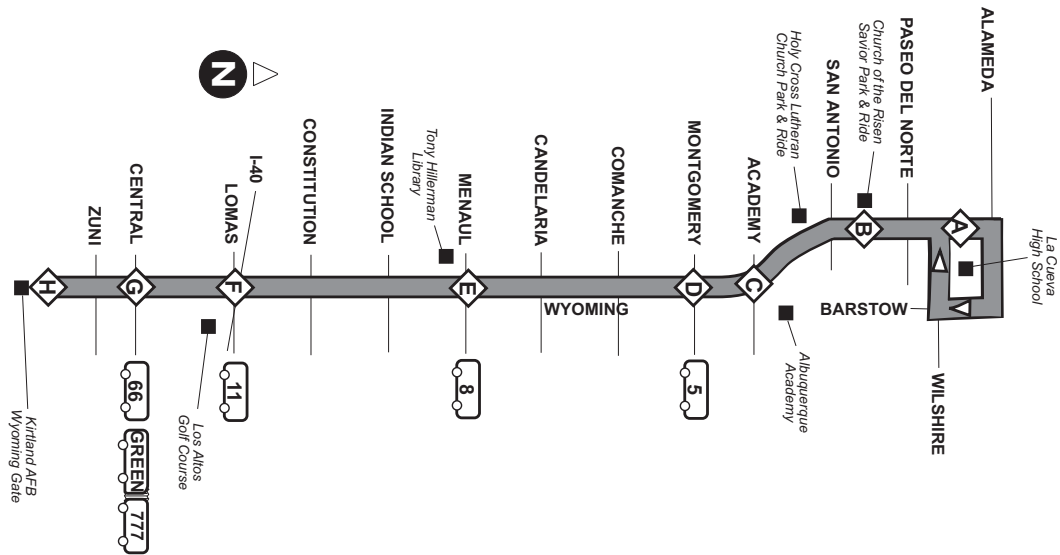 La Cueva
High School
ALAMEDA
A
WILSHIRE
BARSTOW
PASEO DEL NORTE
Church of the Risen
Savior Park & Ride
B
SAN ANTONIO
Holy Cross Lutheran
Church Park & Ride
Albuquerque
Academy
ACADEMY
C
MONTGOMERY
D
5
COMANCHE
WYOMING
CANDELARIA
MENAUL
E
8
Tony Hillerman
Library
INDIAN SCHOOL
CONSTITUTION
I-40
LOMAS
F
11
N
Los Altos
Golf Course
CENTRAL
G
66
GREEN
777
ZUNI
H
Kirtland AFB
Wyoming Gate